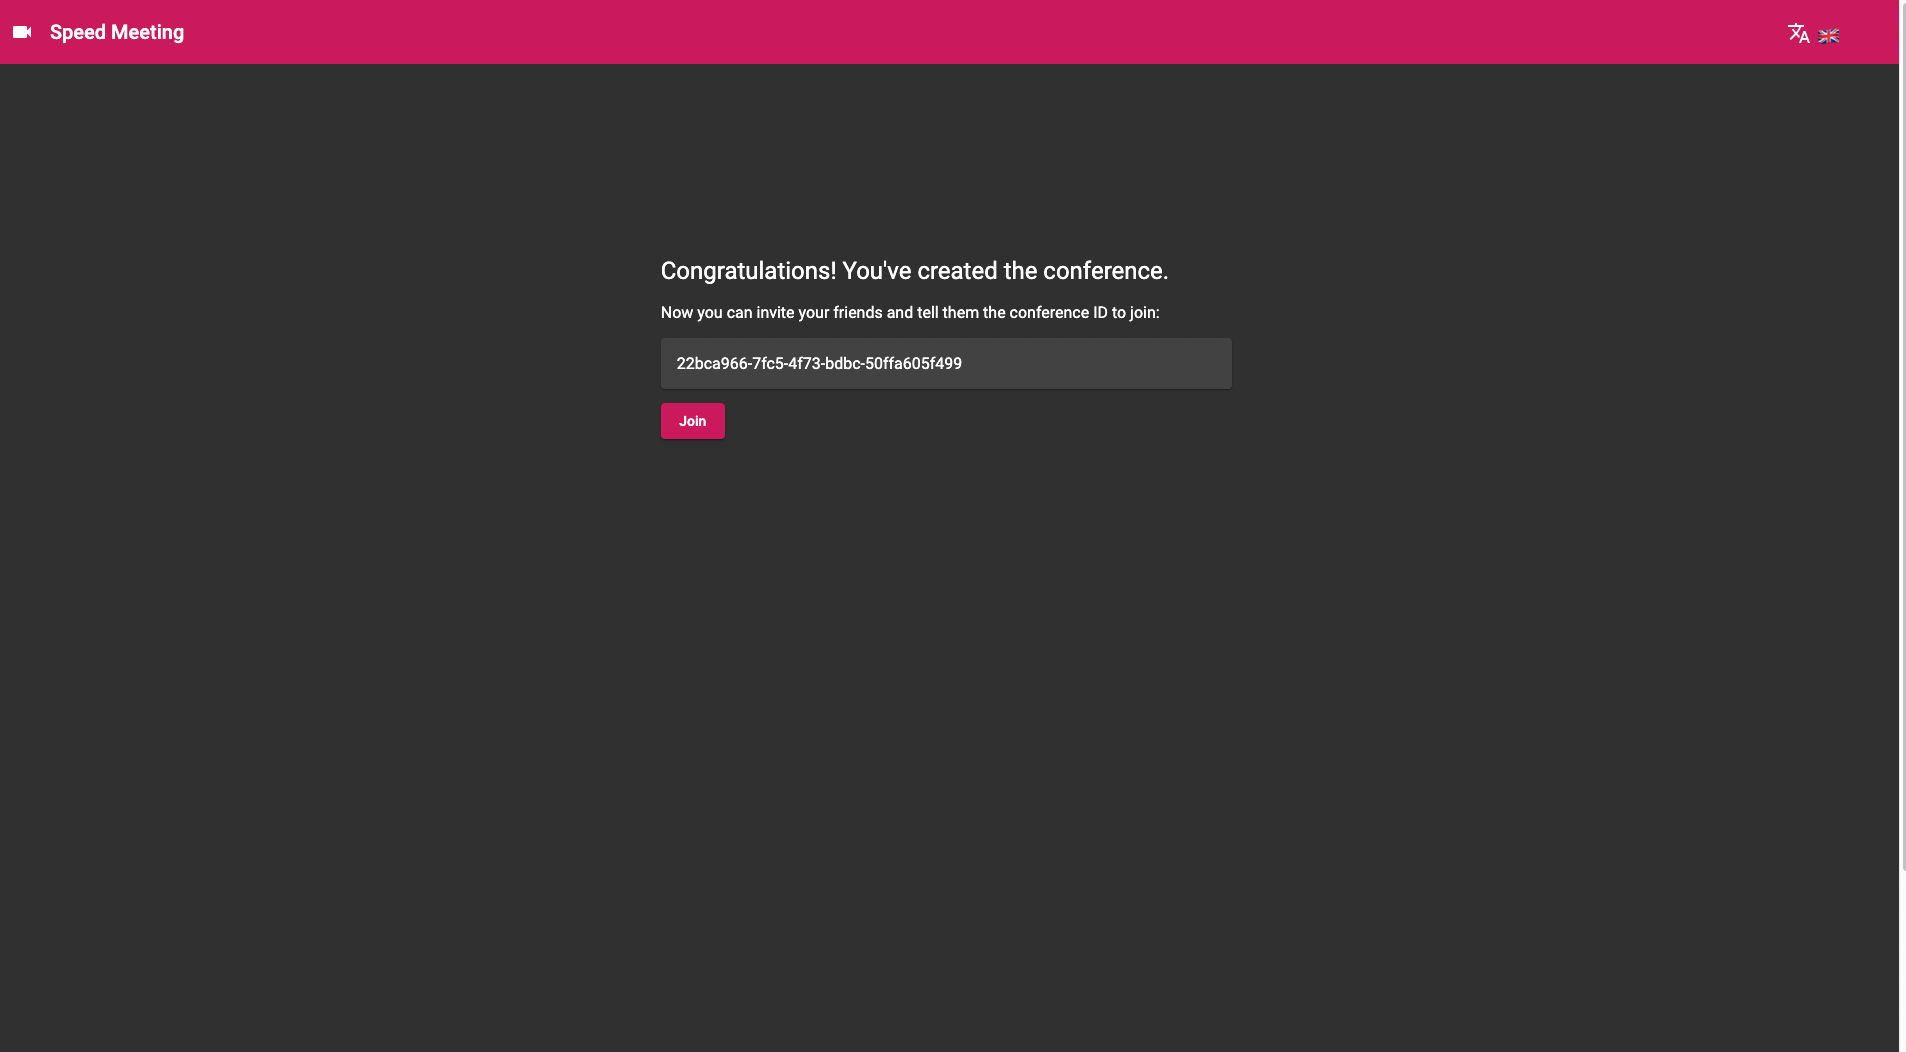 Speed Meeting
Congratulations! You've created the conference.
Now you can invite your friends and tell them the conference ID to join:
22bca966-7fc5-4f73-bdbc-50ffa605f499
Join